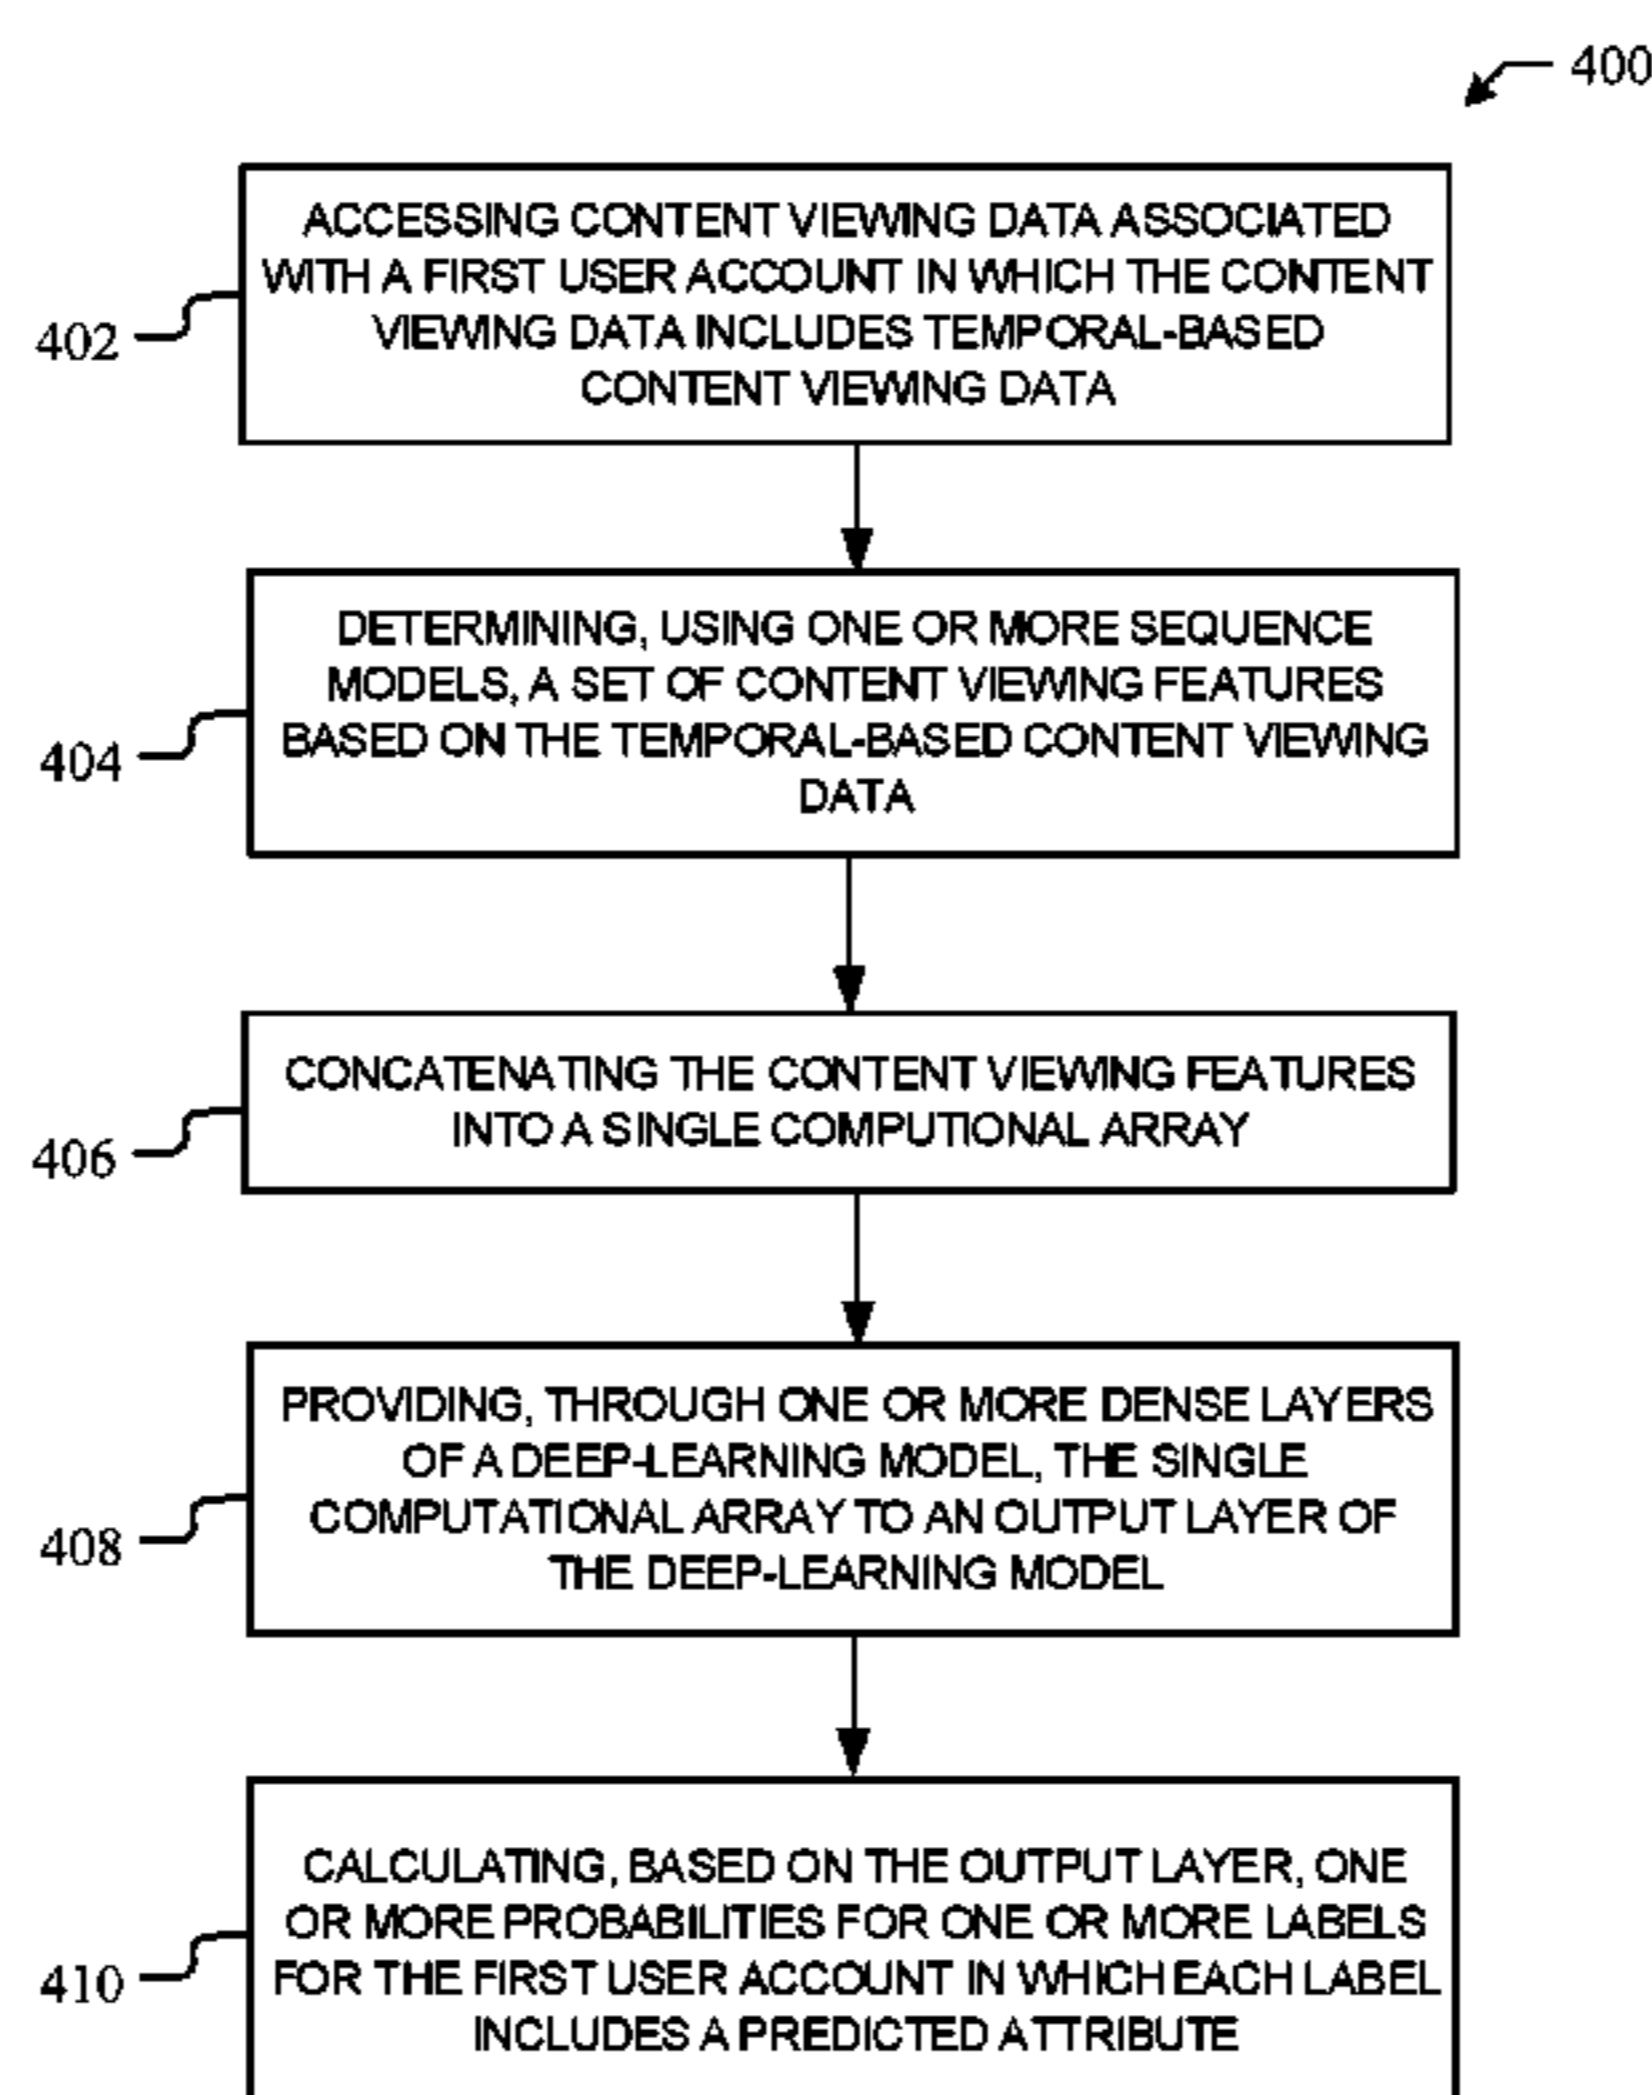 400
ACCESSING CONTENT VIEWING DATA ASSOCIATED
WITH A FIRST USER ACCOUNT IN WHICH THE CONTENT
VIEWING DATA INCLUDES TEMPORAL-BASED
CONTENT VIEWING DATA
402
DETERMINING, USING ONE OR MORE SEQUENCE
MODELS, A SET OF CONTENT VIEWING FEATURES
BASED ON THE TEMPORAL-BASED CONTENT VIEWING
DATA
404
CONCATENATING THE CONTENT VIEWING FEATURES
INTO A SINGLE COMPUTIONAL ARRAY
406
PROVIDING, THROUGH ONE OR MORE DENSE LAYERS
OF A DEEP-LEARNING MODEL, THE SINGLE
COMPUTATIONAL ARRAY TO AN OUTPUT LAYER OF
THE DEEP-LEARNING MODEL
408
CALCULATING, BASED ON THE OUTPUT LAYER, ONE
OR MORE PROBABILITIES FOR ONE OR MORE LABELS
FOR THE FIRST USER ACCOUNT IN WHICH EACH LABEL
INCLUDES A PREDICTED ATTRIBUTE
410